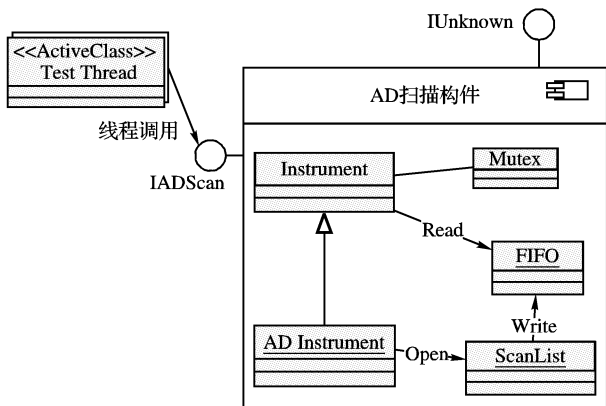 IUnknown
<<ActiveClass>>
Test Thread
AD扫描构件
线程调用
IADScan
Instrument
Mutex
Read
FIFO
Write
AD Instrument
Open
ScanList